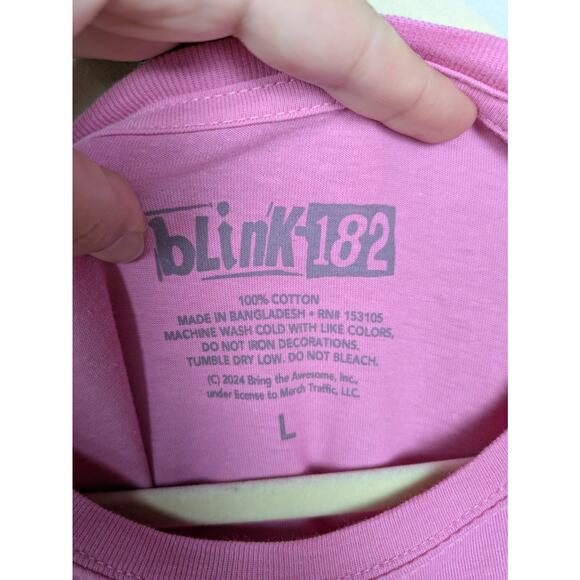 blink-182
100% COTTON
MADE IN BANGLADESH • RN# 153105
MACHINE WASH COLD WITH LIKE COLORS,
DO NOT IRON DECORATIONS.
TUMBLE DRY LOW. DO NOT BLEACH.
(C) 2024 Bring the Awesome, Inc.,
under license to Merch Traffic, LLC.
L